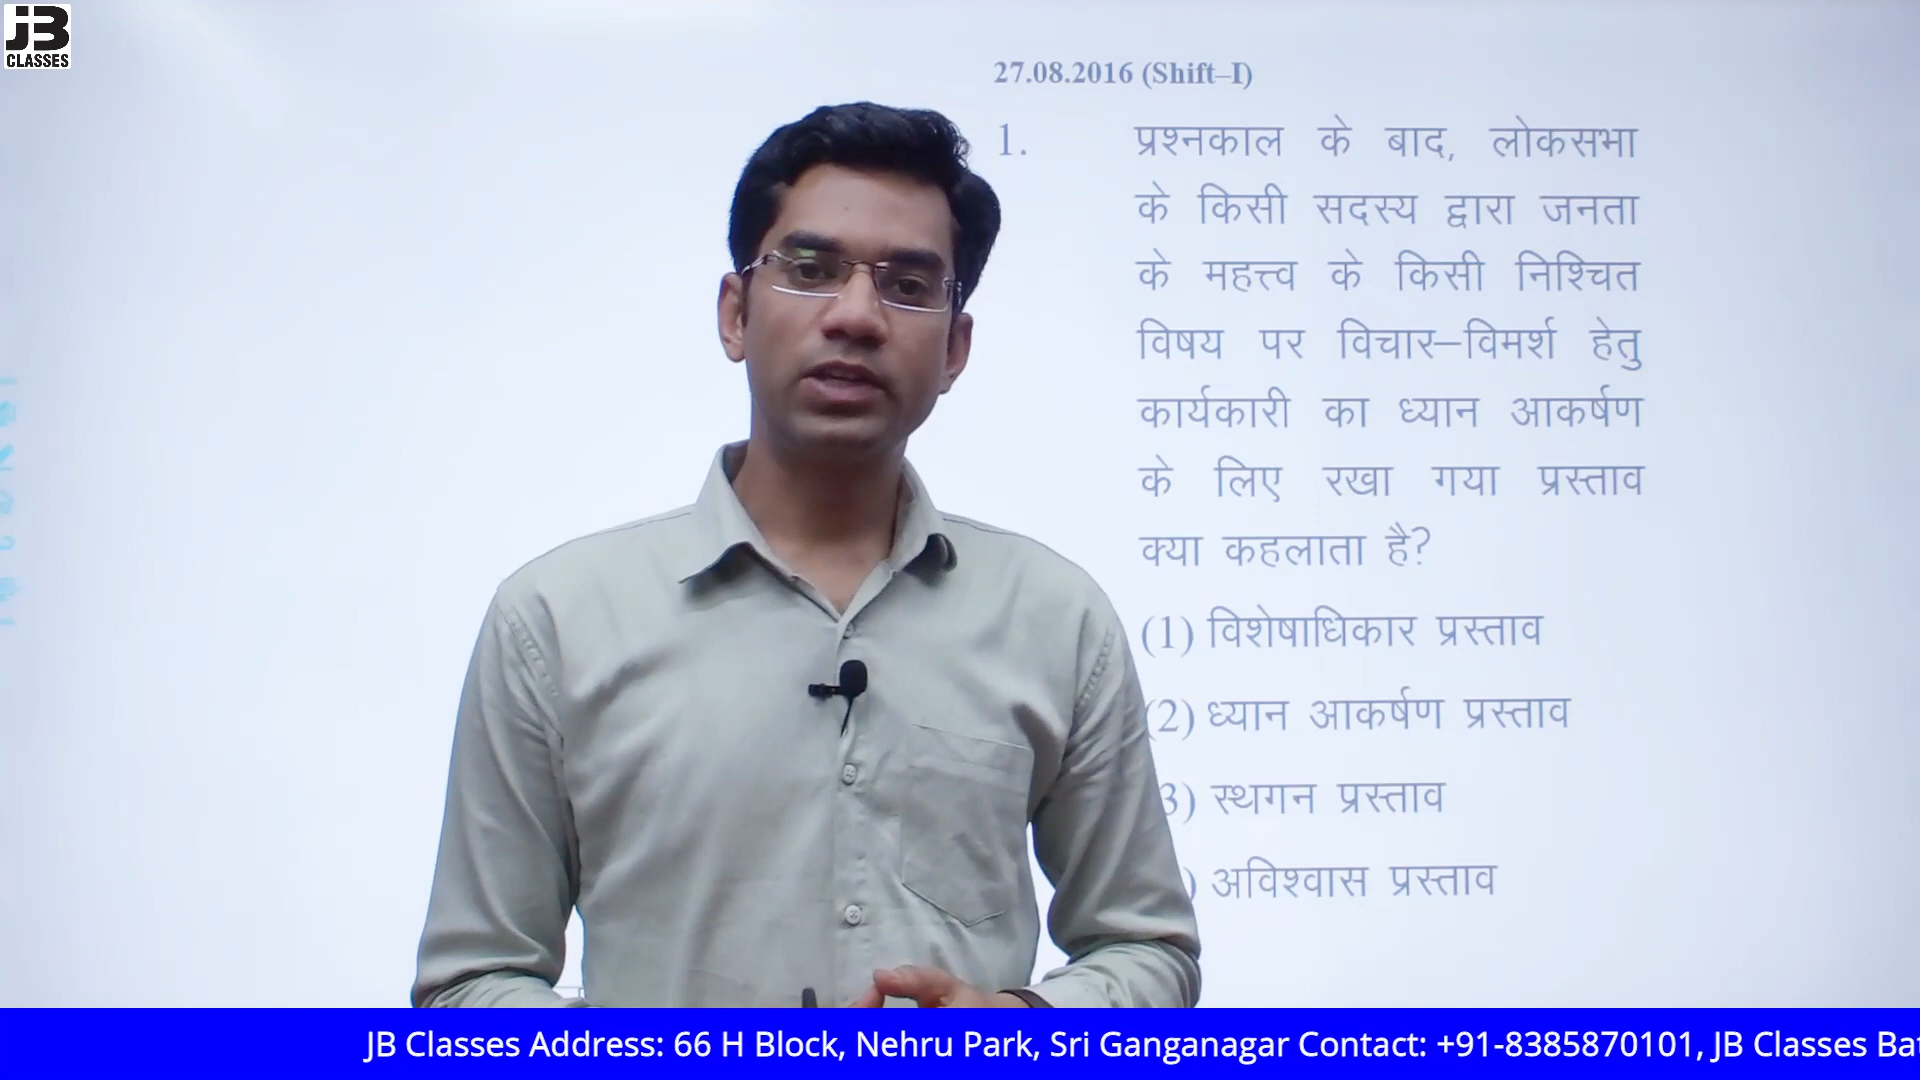 JB
CLASSES
27.08.2016 (Shift–I)
1. प्रश्नकाल के बाद, लोकसभा
के किसी सदस्य द्वारा जनता
के महत्त्व के किसी निश्चित
विषय पर विचार–विमर्श हेतु
कार्यकारी का ध्यान आकर्षण
के लिए रखा गया प्रस्ताव
क्या कहलाता है?
(1) विशेषाधिकार प्रस्ताव
(2) ध्यान आकर्षण प्रस्ताव
3) स्थगन प्रस्ताव
) अविश्वास प्रस्ताव
JB Classes Address: 66 H Block, Nehru Park, Sri Ganganagar Contact: +91-8385870101, JB Classes